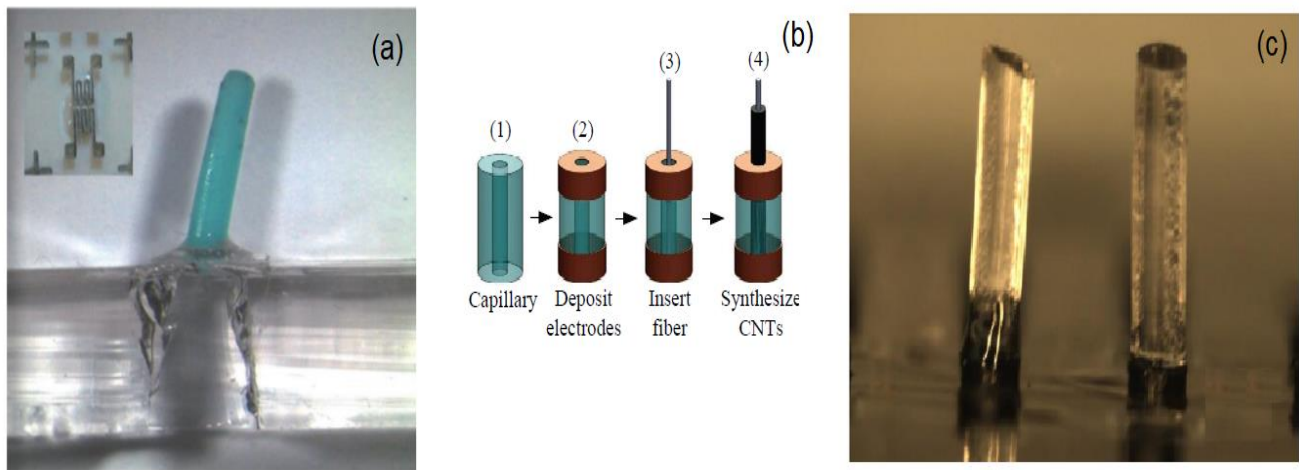 (a)
(b)
(3)
(4)
(1)
(2)
Capillary
Deposit
electrodes
Insert
fiber
Synthesize
CNTs
(c)